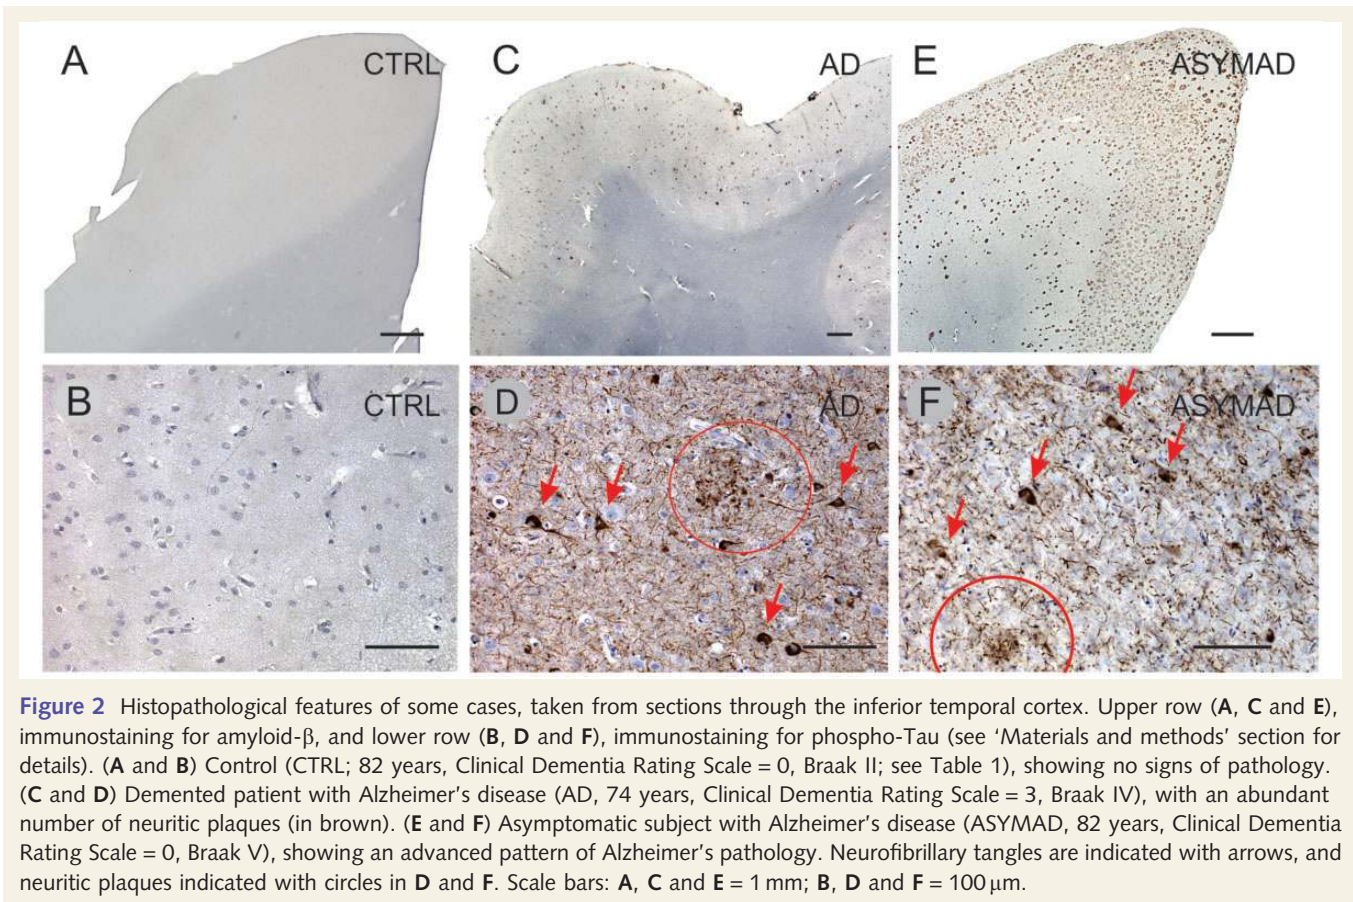 A
CTRL
C
AD
E
ASYMAD
B
CTRL
D
AD
F
ASYMAD
Figure 2 Histopathological features of some cases, taken from sections through the inferior temporal cortex. Upper row (A, C and E),
immunostaining for amyloid-β, and lower row (B, D and F), immunostaining for phospho-Tau (see ‘Materials and methods’ section for
details). (A and B) Control (CTRL; 82 years, Clinical Dementia Rating Scale = 0, Braak II; see Table 1), showing no signs of pathology.
(C and D) Demented patient with Alzheimer’s disease (AD, 74 years, Clinical Dementia Rating Scale = 3, Braak IV), with an abundant
number of neuritic plaques (in brown). (E and F) Asymptomatic subject with Alzheimer’s disease (ASYMAD, 82 years, Clinical Dementia
Rating Scale = 0, Braak V), showing an advanced pattern of Alzheimer’s pathology. Neurofibrillary tangles are indicated with arrows, and
neuritic plaques indicated with circles in D and F. Scale bars: A, C and E = 1 mm; B, D and F = 100 μm.